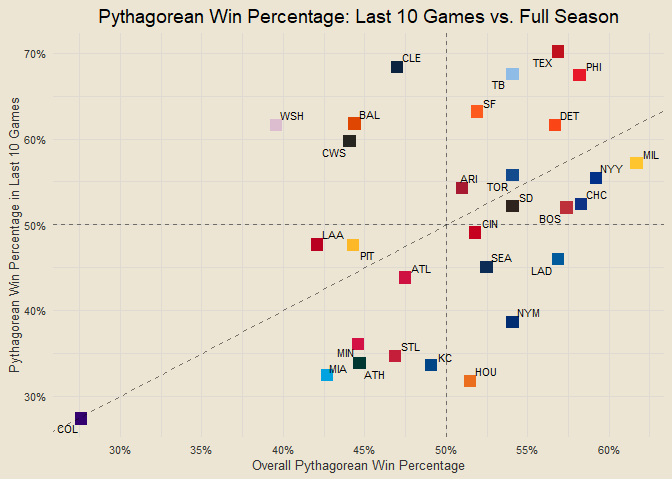 Pythagorean Win Percentage: Last 10 Games vs. Full Season
Pythagorean Win Percentage in Last 10 Games
70%
60%
50%
40%
30%
CLE
TEX
TB
PHI
SF
DET
WSH
BAL
CWS
MIL
NYY
ARI
TOR
CHC
SD
BOS
CIN
LAA
PIT
SEA
LAD
ATL
NYM
MIN
STL
KC
MIA
ATH
HOU
COL
30%
35%
40%
45%
50%
55%
60%
Overall Pythagorean Win Percentage